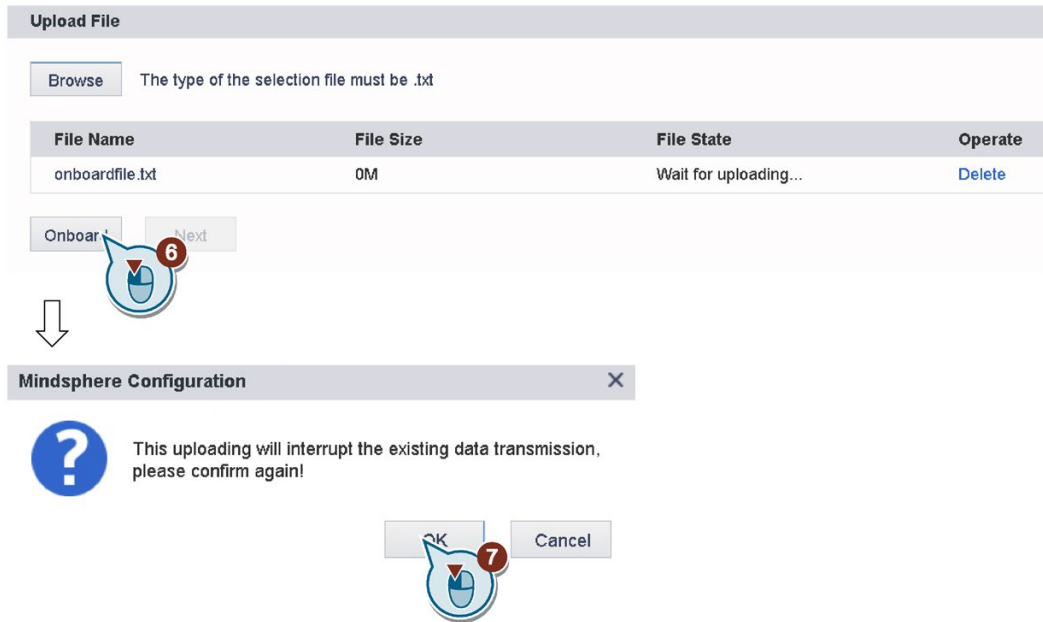 Upload File
Browse The type of the selection file must be .txt
File Name File Size File State Operate
onboardfile.txt 0M Wait for uploading... Delete
Onboard Next
6
Mindsphere Configuration
This uploading will interrupt the existing data transmission,
please confirm again!
OK Cancel
7